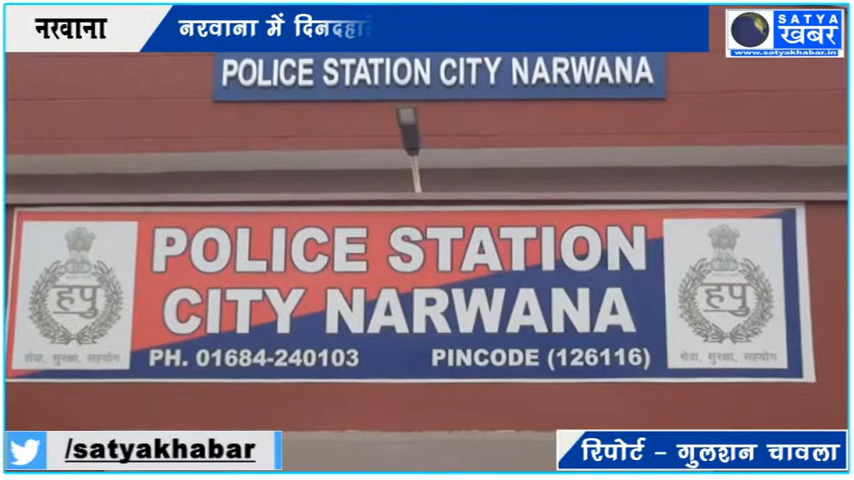 नरवाना
नरवाना में दिनदहाड़े
SATYA
खबर
www.satyakhabar.in
POLICE STATION CITY NARWANA
POLICE STATION
CITY NARWANA
हपु
सेवा, सुरक्षा, सहयोग
PH. 01684-240103
PINCODE (126116)
हपु
सेवा, सुरक्षा, सहयोग
/satyakhabar
रिपोर्ट - गुलशन चावला